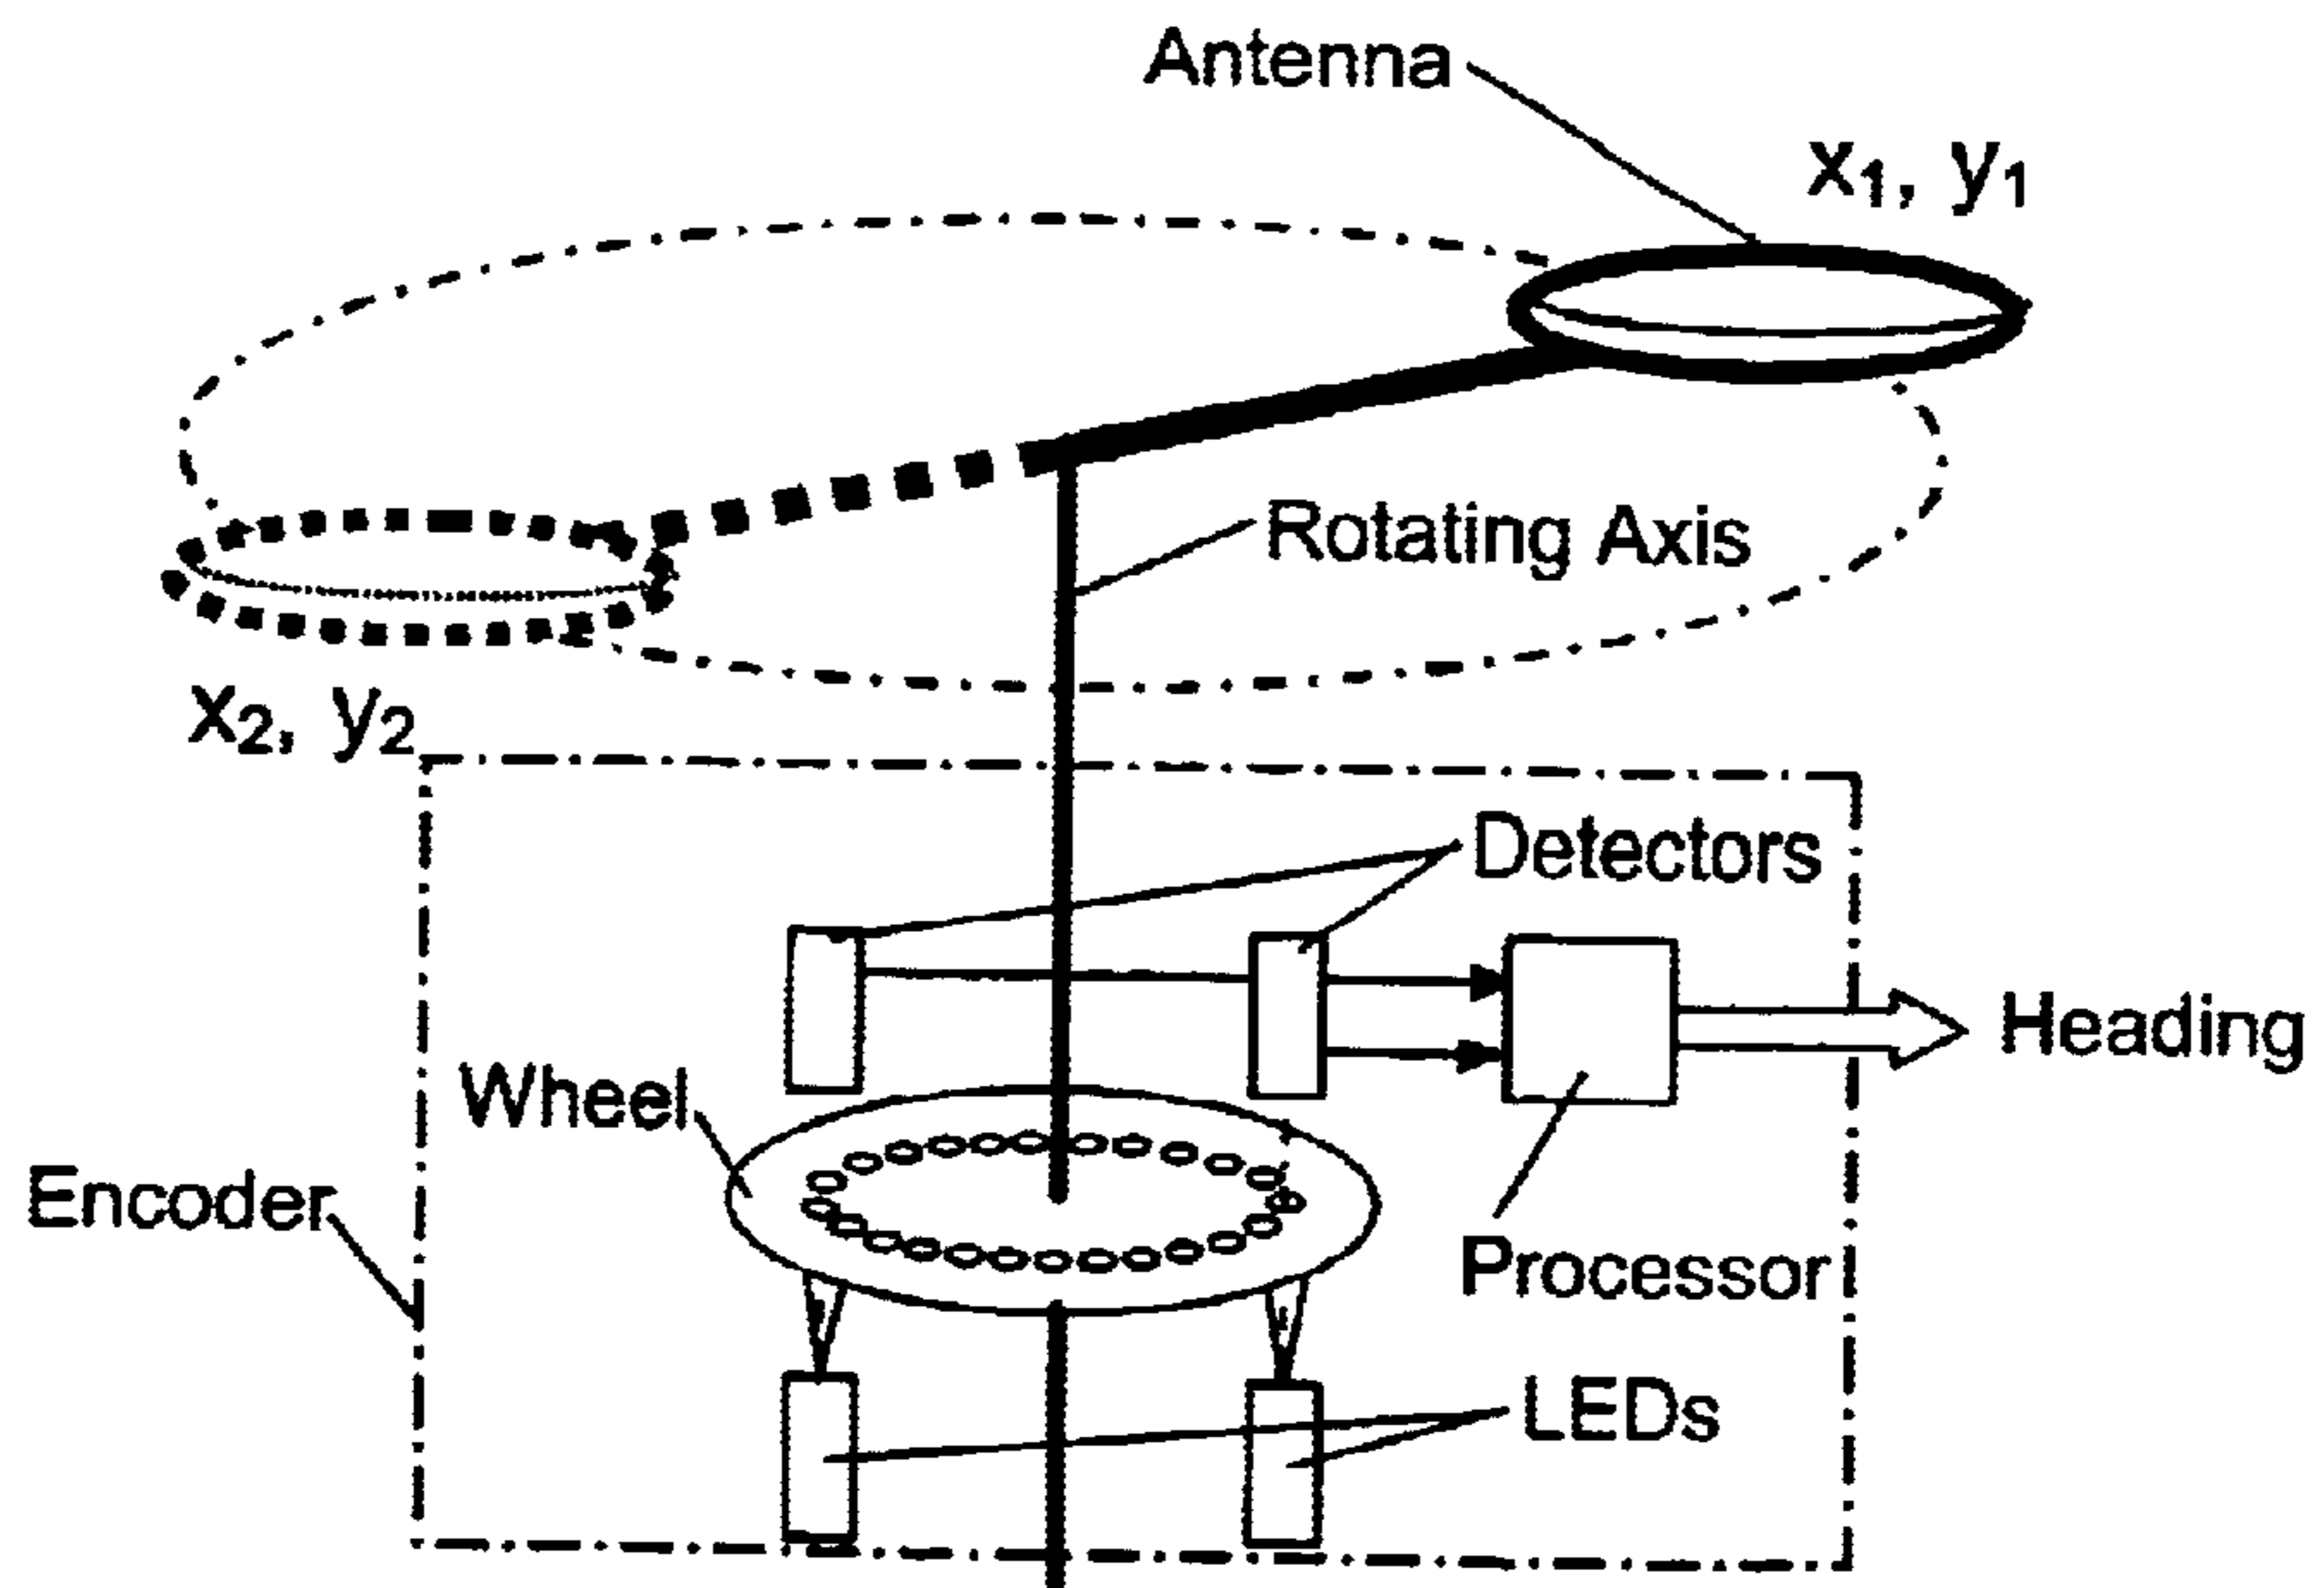 Antenna
x₁, y₁
Rotating Axis
x₂, y₂
Detectors
Heading
Wheel
Encoder
Processor
LEDs